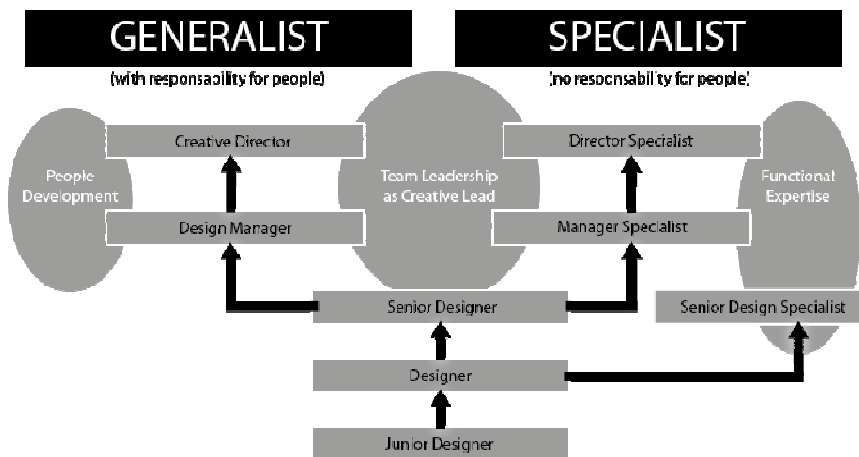 GENERALIST
SPECIALIST
(with responsability for people)
(no responsability for people)
Creative Director
Director Specialist
People
Development
Team Leadership
as Creative Lead
Functional
Expertise
Design Manager
Manager Specialist
Senior Designer
Senior Design Specialist
Designer
Junior Designer